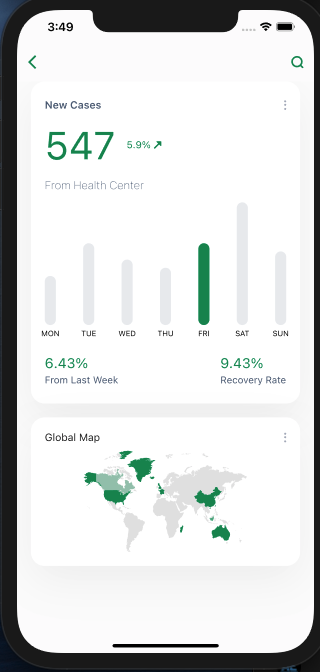 3:49
New Cases
547 5.9%
From Health Center
MON TUE WED THU FRI SAT SUN
6.43% 9.43%
From Last Week Recovery Rate
Global Map